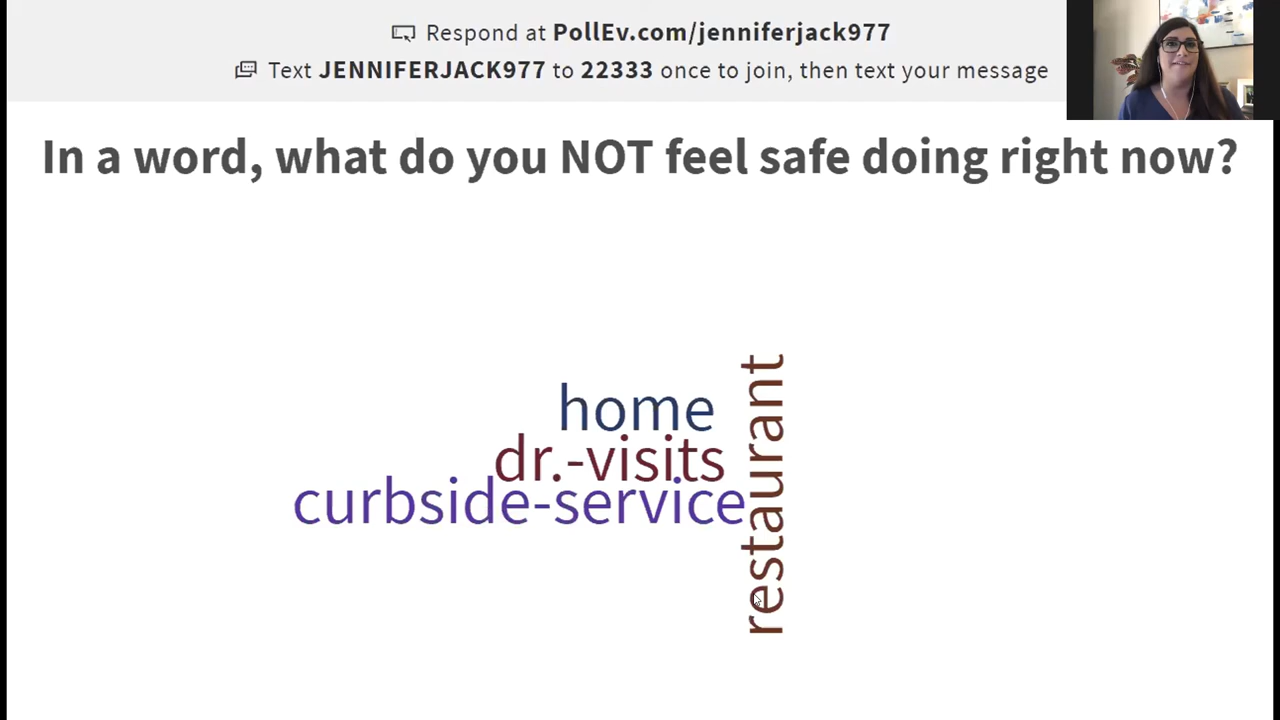 Respond at PollEv.com/jenniferjack977
Text JENNIFERJACK977 to 22333 once to join, then text your message
In a word, what do you NOT feel safe doing right now?
home
dr.-visits
curbside-service
restaurant